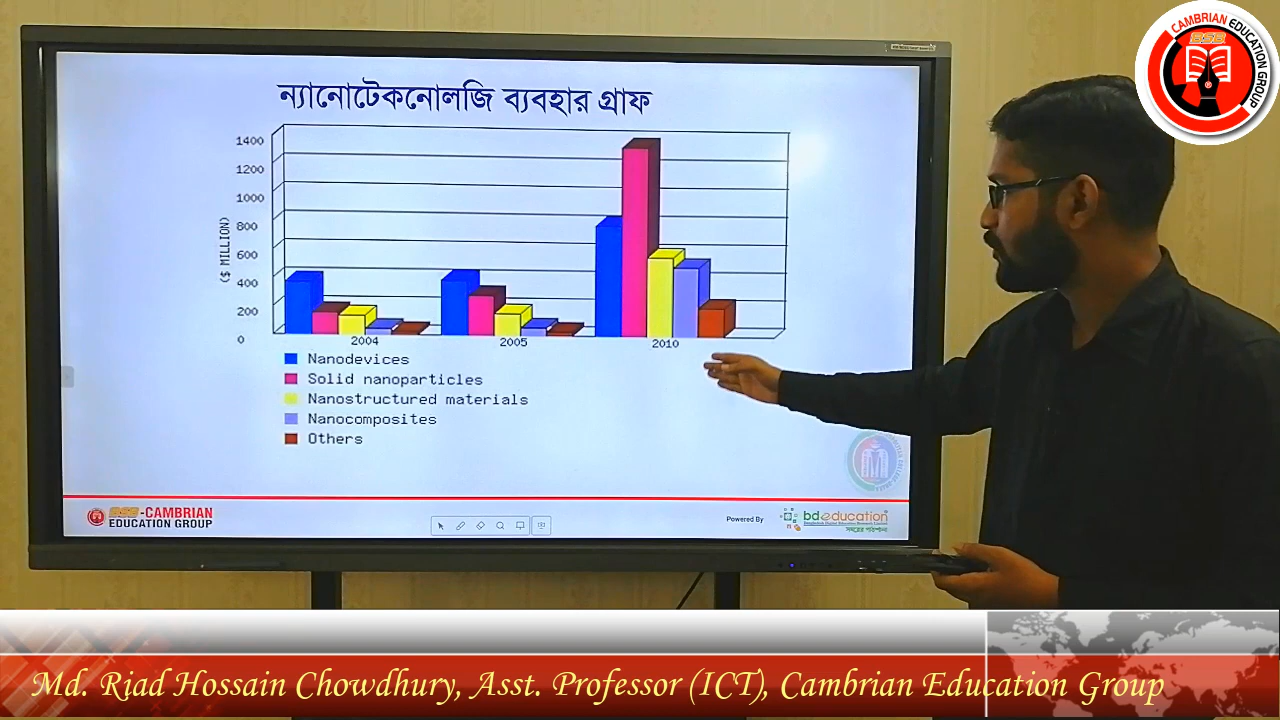 CAMBRIAN EDUCATION GROUP
BSB
ন্যানোটেকনোলজি ব্যবহার গ্রাফ
1400
1200
1000
800
600
400
200
0
($ MILLION)
2004 2005 2010
Nanodevices
Solid nanoparticles
Nanostructured materials
Nanocomposites
Others
BSB-CAMBRIAN
EDUCATION GROUP
Powered By
bdeducation
Md. Riad Hossain Chowdhury, Asst. Professor (ICT), Cambrian Education Group